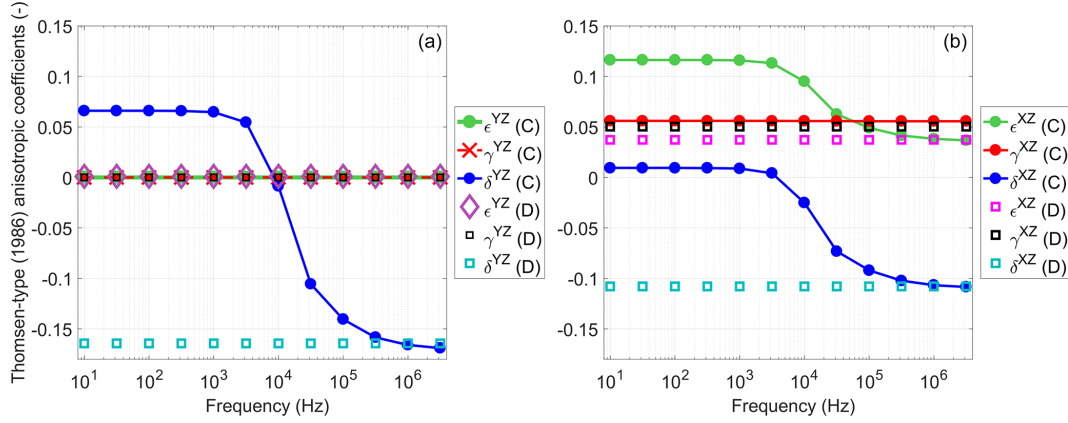 Thomsen-type (1986) anisotropic coefficients (-)
0.15
0.1
0.05
0
-0.05
-0.1
-0.15
(a)
10^1
10^2
10^3
10^4
10^5
10^6
Frequency (Hz)
ϵ^YZ (C)
γ^YZ (C)
δ^YZ (C)
ϵ^YZ (D)
γ^YZ (D)
δ^YZ (D)
0.15
0.1
0.05
0
-0.05
-0.1
-0.15
(b)
10^1
10^2
10^3
10^4
10^5
10^6
Frequency (Hz)
ϵ^XZ (C)
γ^XZ (C)
δ^XZ (C)
ϵ^XZ (D)
γ^XZ (D)
δ^XZ (D)